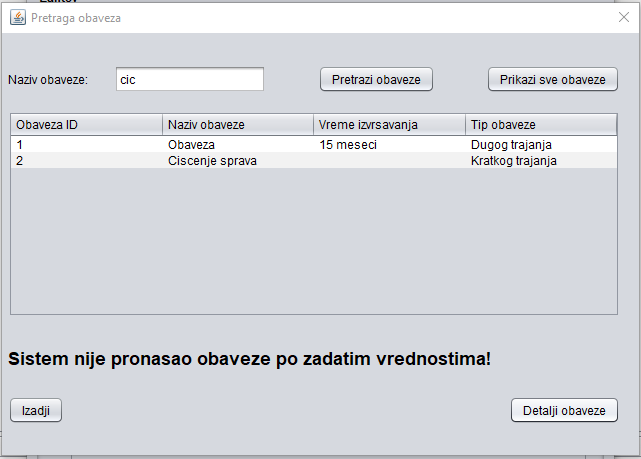 Pretraga obaveza
Naziv obaveze: cic Pretrazi obaveze Prikazi sve obaveze
Obaveza ID Naziv obaveze Vreme izvrsavanja Tip obaveze
1 Obaveza 15 meseci Dugog trajanja
2 Ciscenje sprava Kratkog trajanja
Sistem nije pronasao obaveze po zadatim vrednostima!
Izadji Detalji obaveze